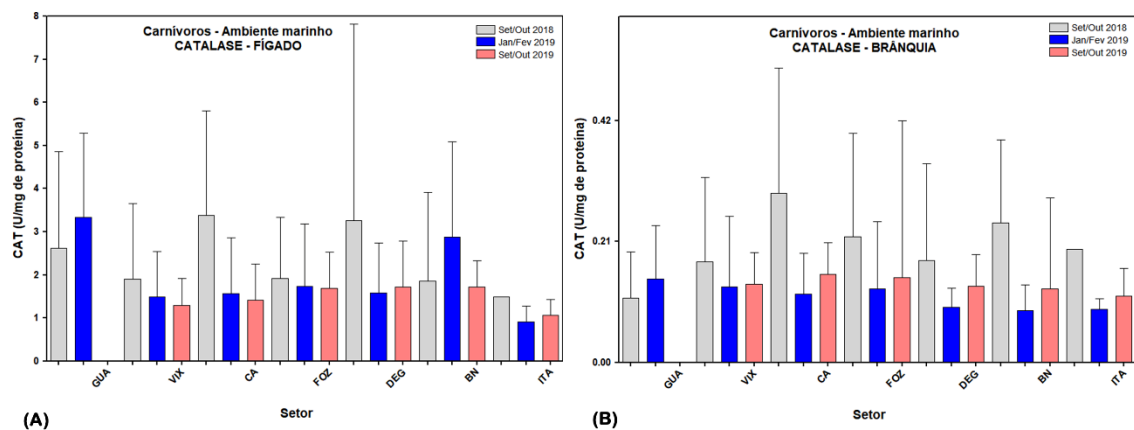 Carnívoros - Ambiente marinho
CATALASE - FÍGADO
Set/Out 2018
Jan/Fev 2019
Set/Out 2019
CAT (U/mg de proteína)
8
7
6
5
4
3
2
1
0
GUA
VIX
CA
FOZ
DEG
BN
ITA
Setor
(A)
Carnívoros - Ambiente marinho
CATALASE - BRÂNQUIA
Set/Out 2018
Jan/Fev 2019
Set/Out 2019
CAT (U/mg de proteína)
0.42
0.21
0.00
GUA
VIX
CA
FOZ
DEG
BN
ITA
Setor
(B)